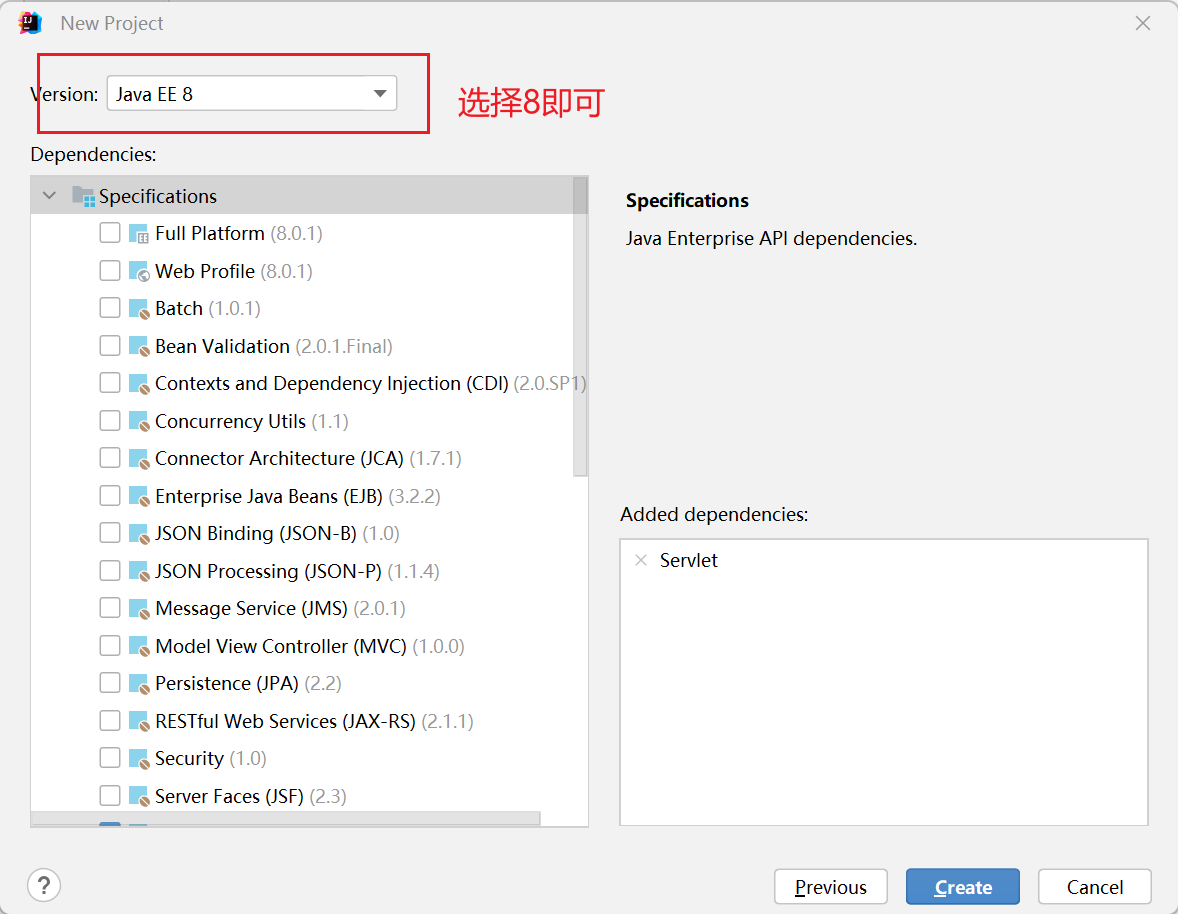 New Project
Version: Java EE 8
选择8即可
Dependencies:
Specifications
Full Platform (8.0.1)
Web Profile (8.0.1)
Batch (1.0.1)
Bean Validation (2.0.1.Final)
Contexts and Dependency Injection (CDI) (2.0.SP1)
Concurrency Utils (1.1)
Connector Architecture (JCA) (1.7.1)
Enterprise Java Beans (EJB) (3.2.2)
JSON Binding (JSON-B) (1.0)
JSON Processing (JSON-P) (1.1.4)
Message Service (JMS) (2.0.1)
Model View Controller (MVC) (1.0.0)
Persistence (JPA) (2.2)
RESTful Web Services (JAX-RS) (2.1.1)
Security (1.0)
Server Faces (JSF) (2.3)
Specifications
Java Enterprise API dependencies.
Added dependencies:
Servlet
?
Previous
Create
Cancel